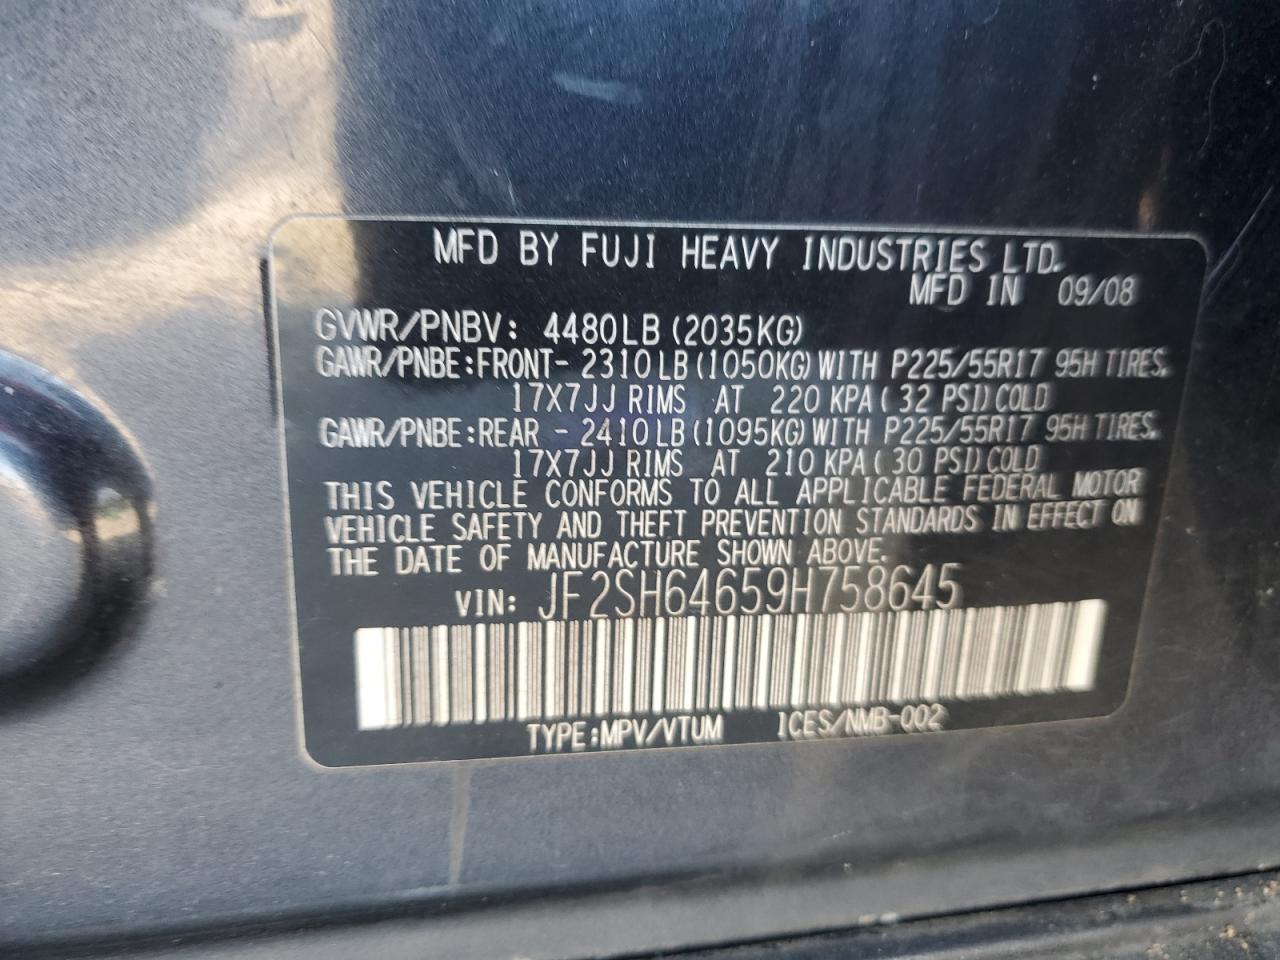 MFD BY FUJI HEAVY INDUSTRIES LTD.
MFD IN 09/08
GVWR/PNBV: 4480LB (2035KG)
GAWR/PNBE:FRONT- 2310LB(1050KG)WITH P225/55R17 95H TIRES.
17X7JJ RIMS AT 220 KPA( 32 PSI)COLD
GAWR/PNBE:REAR - 2410LB(1095KG)WITH P225/55R17 95H TIRES.
17X7JJ RIMS AT 210 KPA( 30 PSI)COLD
THIS VEHICLE CONFORMS TO ALL APPLICABLE FEDERAL MOTOR
VEHICLE SAFETY AND THEFT PREVENTION STANDARDS IN EFFECT ON
THE DATE OF MANUFACTURE SHOWN ABOVE.
VIN: JF2SH64659H758645
TYPE:MPV/VTUM ICES/NMB-002